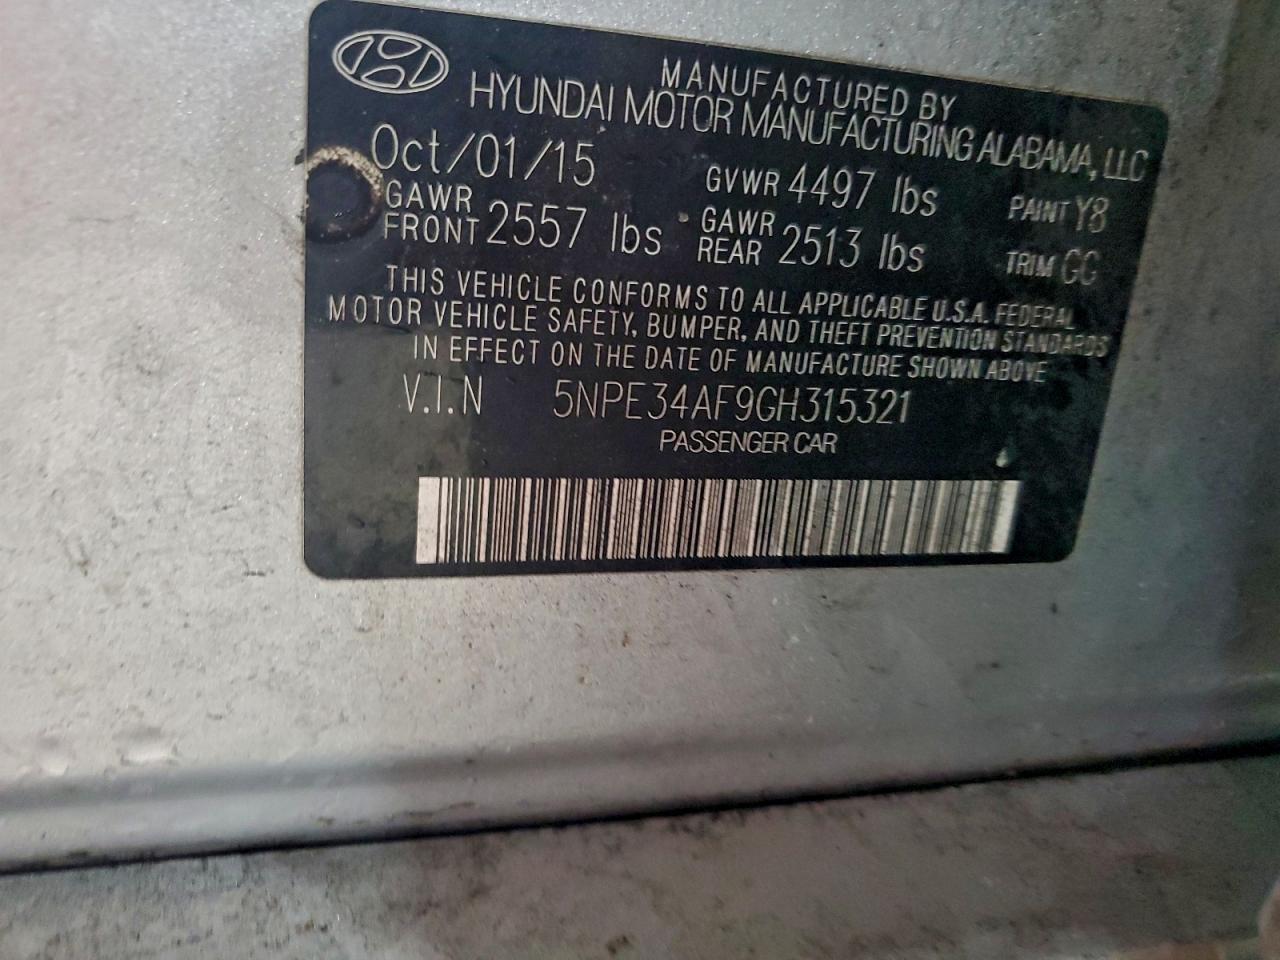 MANUFACTURED BY
HYUNDAI MOTOR MANUFACTURING ALABAMA, LLC
Oct/01/15 GVWR 4497 lbs PAINT Y8
GAWR FRONT 2557 lbs GAWR REAR 2513 lbs TRIM GG
THIS VEHICLE CONFORMS TO ALL APPLICABLE U.S.A. FEDERAL
MOTOR VEHICLE SAFETY, BUMPER, AND THEFT PREVENTION STANDARDS
IN EFFECT ON THE DATE OF MANUFACTURE SHOWN ABOVE
V.I.N 5NPE34AF9GH315321
PASSENGER CAR